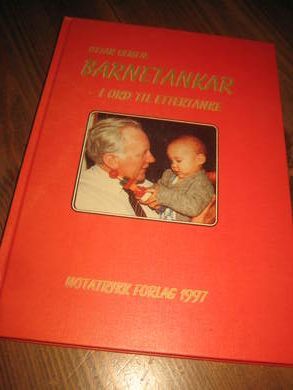 BARNETANKAR
- I ORD TIL ETTERTANKE
NOTATRYKK FORLAG 1997